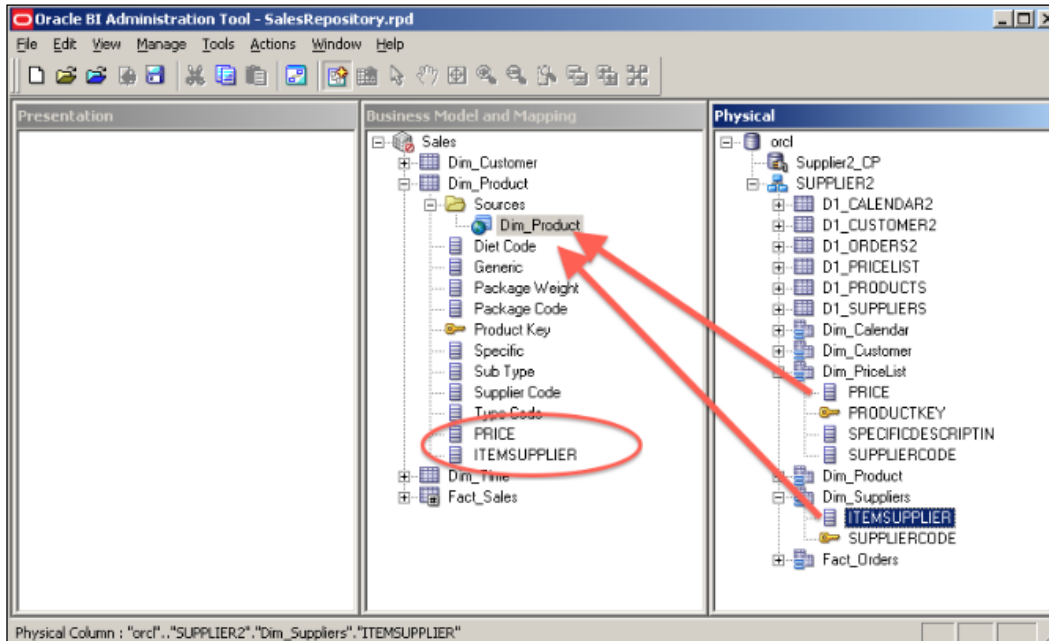 Oracle BI Administration Tool - SalesRepository.rpd
File Edit View Manage Tools Actions Window Help
Presentation
Business Model and Mapping
Sales
Dim_Customer
Dim_Product
Sources
Dim_Product
Diet Code
Generic
Package Weight
Package Code
Product Key
Specific
Sub Type
Supplier Code
Type Code
PRICE
ITEMSUPPLIER
Dim_Time
Fact_Sales
Physical
orcl
Supplier2_CP
SUPPLIER2
D1_CALENDAR2
D1_CUSTOMER2
D1_ORDERS2
D1_PRICELIST
D1_PRODUCTS
D1_SUPPLIERS
Dim_Calendar
Dim_Customer
Dim_PriceList
PRICE
PRODUCTKEY
SPECIFICDESCRIPTIN
SUPPLIERCODE
Dim_Product
Dim_Suppliers
ITEMSUPPLIER
SUPPLIERCODE
Fact_Orders
Physical Column : "orcl".."SUPPLIER2"."Dim_Suppliers"."ITEMSUPPLIER"